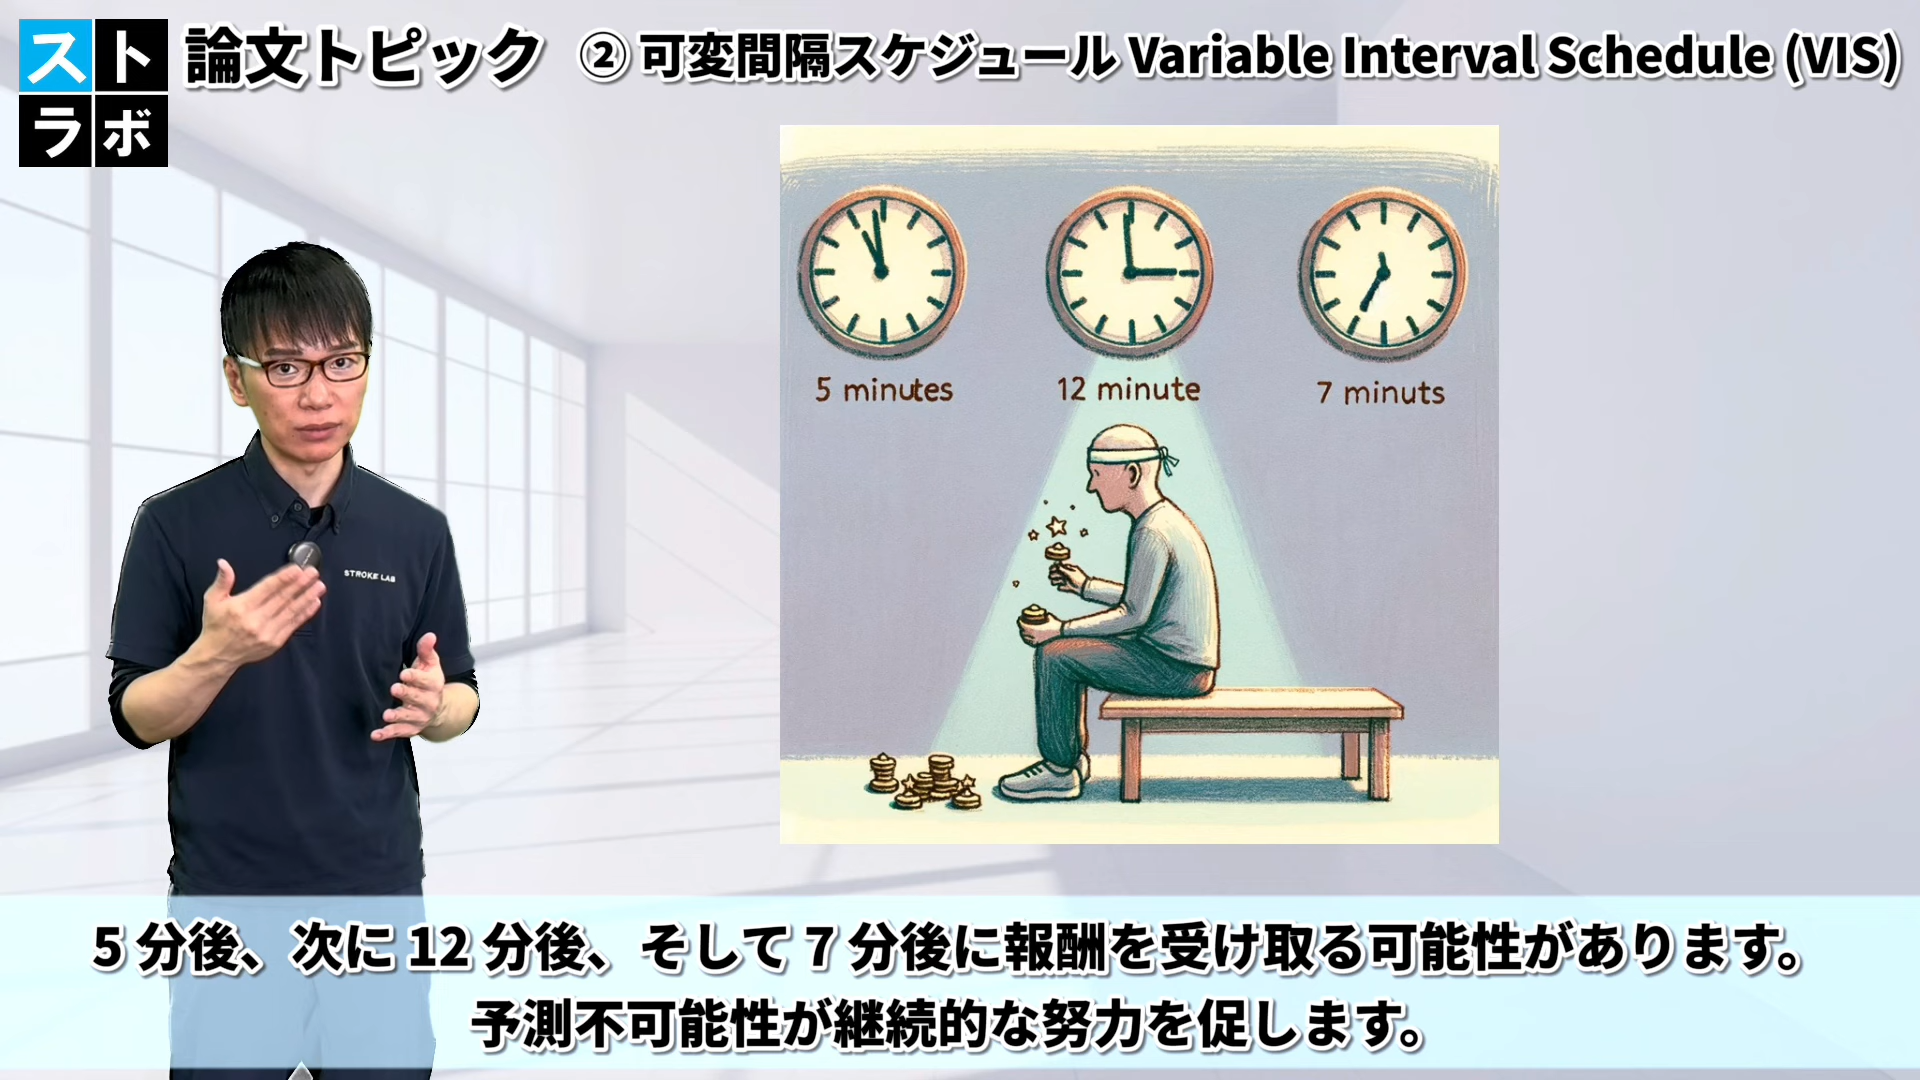 スト
ラボ
論文トピック ②可変間隔スケジュール Variable Interval Schedule (VIS)
5 minutes
12 minute
7 minuts
STROKE LAB
5分後、次に12分後、そして7分後に報酬を受け取る可能性があります。
予測不可能性が継続的な努力を促します。